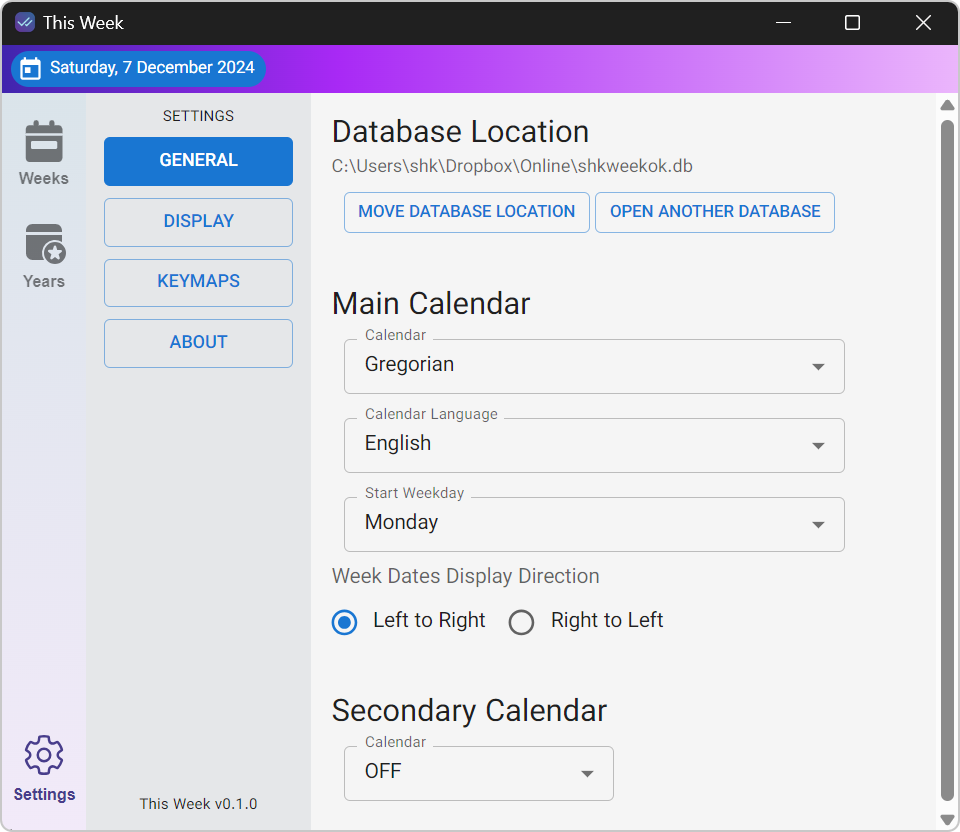 This Week
Saturday, 7 December 2024
Weeks
Years
Settings
SETTINGS
GENERAL
DISPLAY
KEYMAPS
ABOUT
This Week v0.1.0
Database Location
C:\Users\shk\Dropbox\Online\shkweekok.db
MOVE DATABASE LOCATION
OPEN ANOTHER DATABASE
Main Calendar
Calendar
Gregorian
Calendar Language
English
Start Weekday
Monday
Week Dates Display Direction
Left to Right
Right to Left
Secondary Calendar
Calendar
OFF